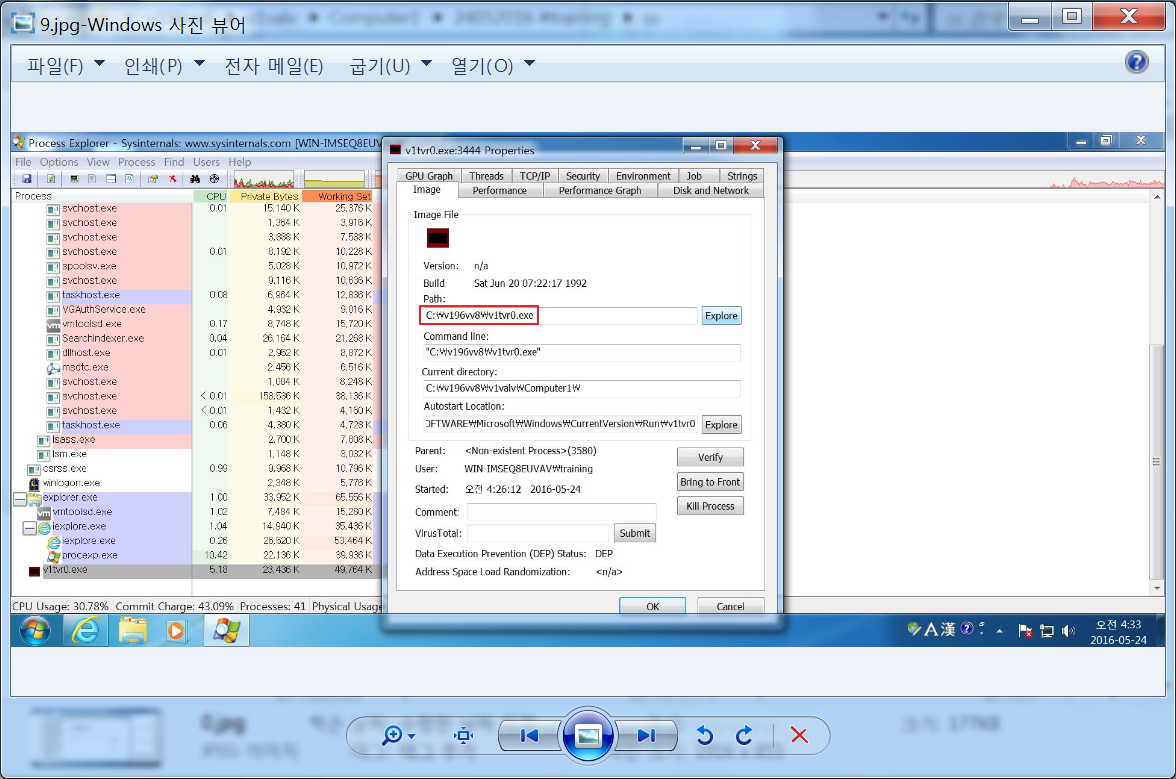 9.jpg-Windows 사진 뷰어
파일(F) 인쇄(P) 전자 메일(E) 굽기(U) 열기(O)
Process Explorer - Sysinternals: www.sysinternals.com [WIN-IMSEQ8EUV
File Options View Process Find Users Help
Process CPU Private Bytes Working Set
svchost.exe 0.01 15,140 K 25,376 K
svchost.exe 1,364 K 3,916 K
svchost.exe 3,888 K 7,588 K
svchost.exe 0.01 8,192 K 10,228 K
spoolsv.exe 5,028 K 10,972 K
svchost.exe 9,116 K 10,636 K
taskhost.exe 0.08 6,964 K 12,836 K
VGAuthService.exe 4,932 K 9,016 K
vmtoolsd.exe 0.17 8,748 K 15,720 K
SearchIndexer.exe 0.04 26,164 K 21,268 K
dllhost.exe 0.01 2,952 K 8,872 K
msdtc.exe 2,456 K 6,516 K
svchost.exe 1,084 K 8,248 K
svchost.exe < 0.01 158,536 K 38,136 K
svchost.exe < 0.01 1,432 K 4,160 K
taskhost.exe 0.06 4,380 K 4,728 K
lsass.exe 2,700 K 7,808 K
lsm.exe 1,148 K 3,032 K
csrss.exe 0.99 9,968 K 10,796 K
winlogon.exe 2,348 K 5,776 K
explorer.exe 1.00 33,952 K 65,556 K
vmtoolsd.exe 1.02 7,484 K 15,280 K
iexplore.exe 1.04 14,940 K 35,436 K
iexplore.exe 0.26 26,520 K 53,464 K
procexp.exe 10.42 22,136 K 39,936 K
v1tvr0.exe 5.18 23,436 K 49,764 K
CPU Usage: 30.78% Commit Charge: 43.09% Processes: 41 Physical Usage
v1tvr0.exe:3444 Properties
GPU Graph Threads TCP/IP Security Environment Job Strings
Image Performance Performance Graph Disk and Network
Image File
Version: n/a
Build Sat Jun 20 07:22:17 1992
Path:
C:₩v196vv8₩v1tvr0.exe Explore
Command line:
"C:₩v196vv8₩v1tvr0.exe"
Current directory:
C:₩v196vv8₩v1valv₩Computer1₩
Autostart Location:
OFTWARE₩Microsoft₩Windows₩CurrentVersion₩Run₩v1tvr0 Explore
Parent: <Non-existent Process>(3580) Verify
User: WIN-IMSEQ8EUVAV₩training
Bring to Front
Started: 오전 4:26:12 2016-05-24
Kill Process
Comment:
VirusTotal: Submit
Data Execution Prevention (DEP) Status: DEP
Address Space Load Randomization: <n/a>
OK Cancel
A漢
오전 4:33
2016-05-24
0.jpg